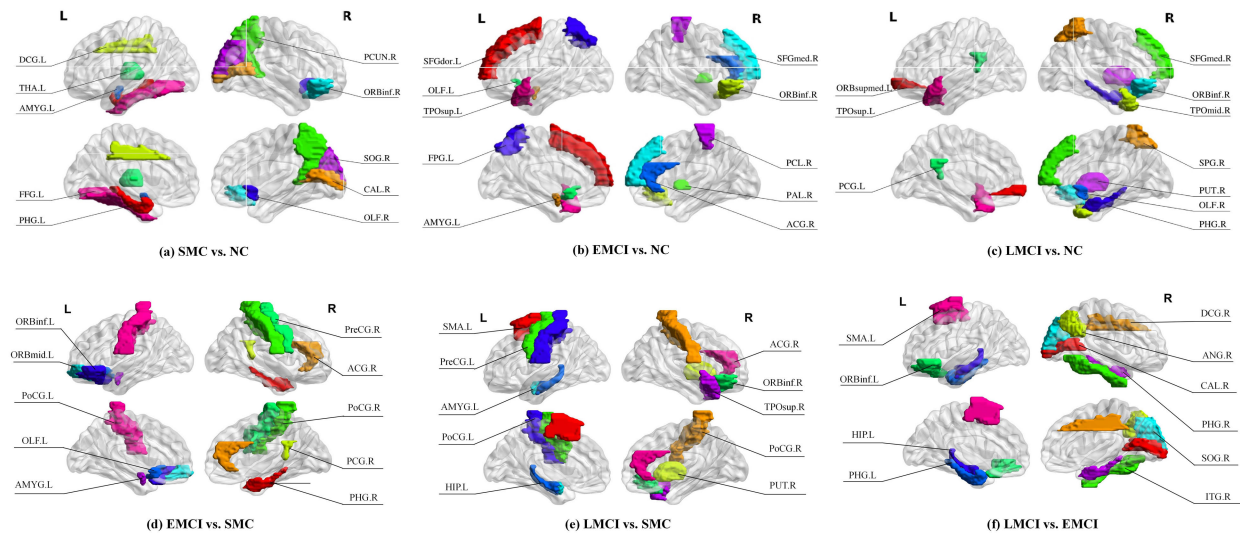 L
R
DCG.L
THA.L
AMYG.L
PCUN.R
ORBinf.R
FFG.L
PHG.L
SOG.R
CAL.R
OLF.R
(a) SMC vs. NC
L
R
SFGdor.L
OLF.L
TPOsup.L
SFGmed.R
ORBinf.R
FPG.L
AMYG.L
PCL.R
PAL.R
ACG.R
(b) EMCI vs. NC
L
R
ORBsupmed.L
TPOsup.L
SFGmed.R
ORBinf.R
TPOmid.R
PCG.L
SPG.R
PUT.R
OLF.R
PHG.R
(c) LMCI vs. NC
L
R
ORBinf.L
ORBmid.L
PoCG.L
OLF.L
AMYG.L
PreCG.R
ACG.R
PoCG.R
PCG.R
PHG.R
(d) EMCI vs. SMC
L
R
SMA.L
PreCG.L
AMYG.L
PoCG.L
HIP.L
ACG.R
ORBinf.R
TPOsup.R
PoCG.R
PUT.R
(e) LMCI vs. SMC
L
R
SMA.L
ORBinf.L
HIP.L
PHG.L
DCG.R
ANG.R
CAL.R
PHG.R
SOG.R
ITG.R
(f) LMCI vs. EMCI